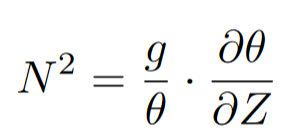 N² = g/θ · ∂θ/∂Z